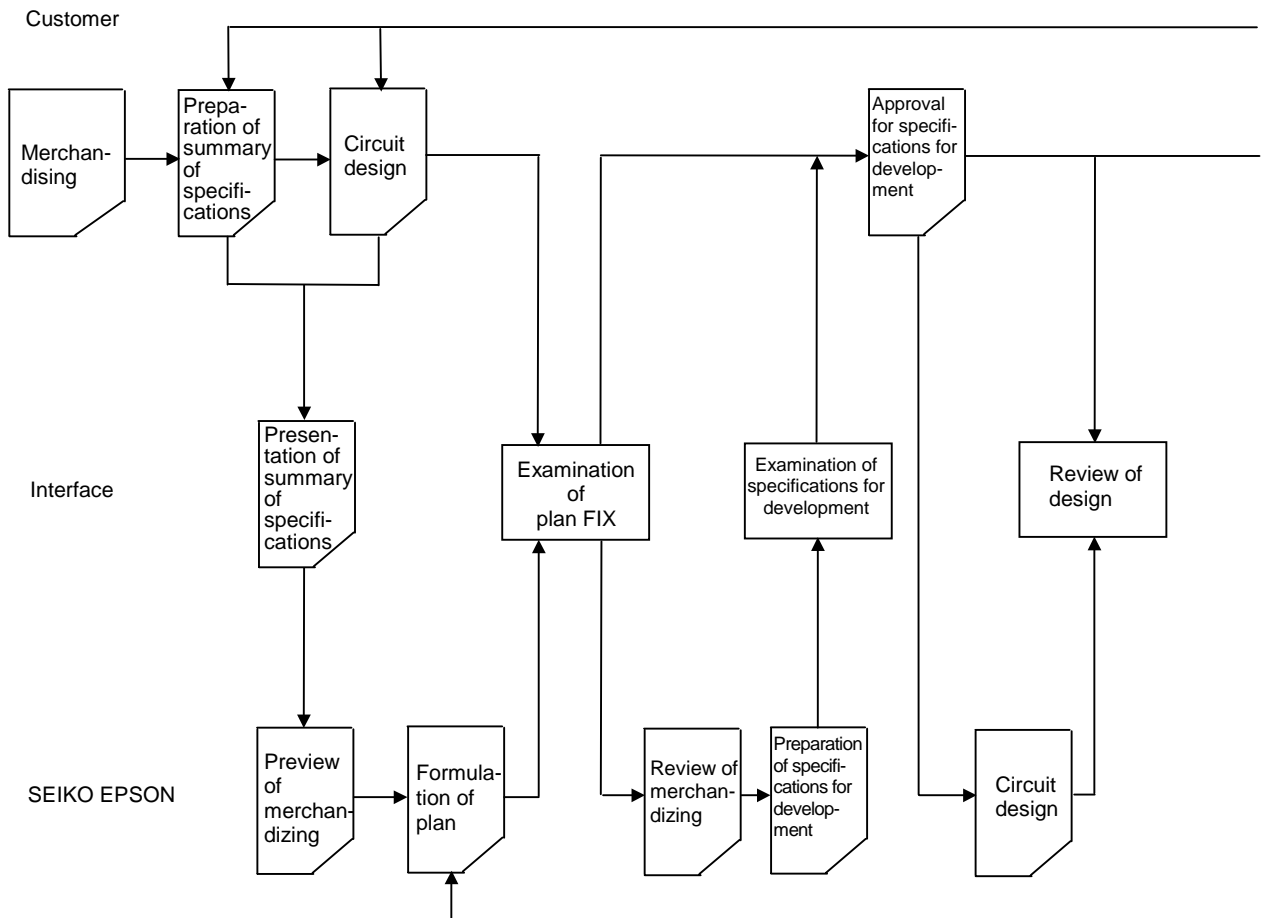 Customer
Merchan-
dising
Prepa-
ration of
summary
of
specifi-
cations
Circuit
design
Approval
for specifi-
cations for
develop-
ment
Interface
Presen-
tation of
summary
of
specifi-
cations
Examination
of
plan FIX
Examination of
specifications for
development
Review of
design
SEIKO EPSON
Preview
of
merchan-
dizing
Formula-
tion of
plan
Review of
merchan-
dizing
Preparation
of specifi-
cations for
develop-
ment
Circuit
design